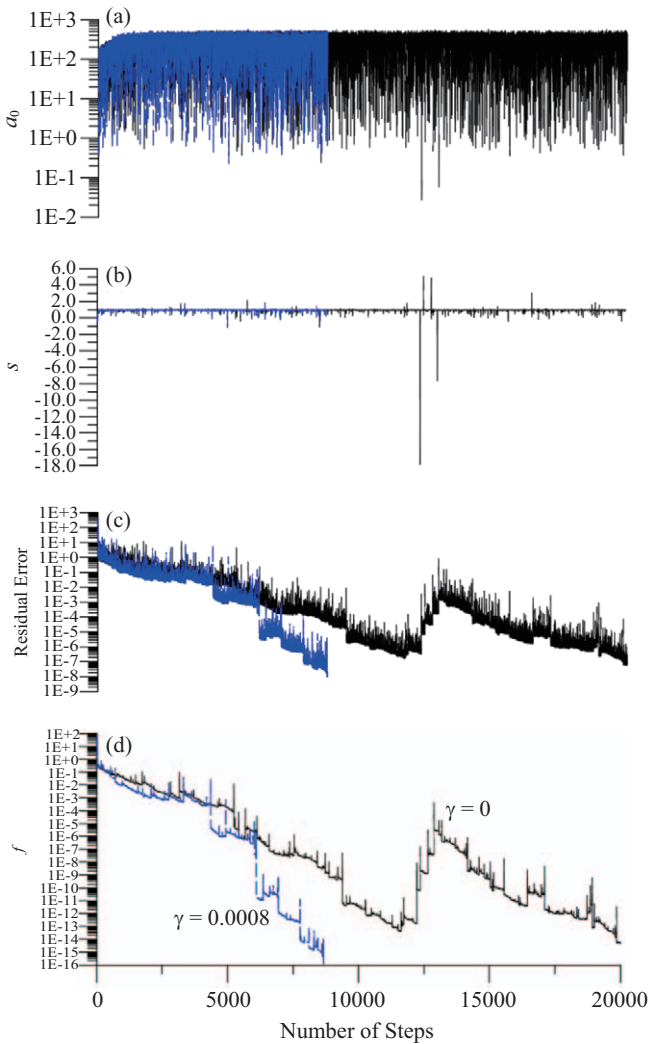 (a)
1E+3
1E+2
1E+1
1E+0
1E-1
1E-2
a0
(b)
6.0
4.0
2.0
0.0
-2.0
-4.0
-6.0
-8.0
-10.0
-12.0
-14.0
-16.0
-18.0
s
(c)
1E+3
1E+2
1E+1
1E+0
1E-1
1E-2
1E-3
1E-4
1E-5
1E-6
1E-7
1E-8
1E-9
Residual Error
(d)
1E+2
1E+1
1E+0
1E-1
1E-2
1E-3
1E-4
1E-5
1E-6
1E-7
1E-8
1E-9
1E-10
1E-11
1E-12
1E-13
1E-14
1E-15
1E-16
f
γ = 0
γ = 0.0008
0 5000 10000 15000 20000
Number of Steps